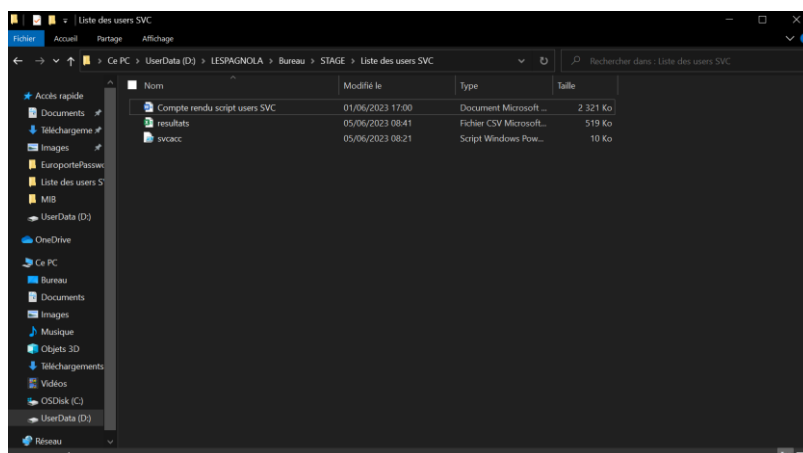 Liste des users SVC
Fichier Accueil Partage Affichage
Ce PC > UserData (D:) > LESPAGNOLA > Bureau > STAGE > Liste des users SVC
Rechercher dans : Liste des users SVC
Nom Modifié le Type Taille
Compte rendu script users SVC 01/06/2023 17:00 Document Microsoft ... 2 321 Ko
resultats 05/06/2023 08:41 Fichier CSV Microsoft... 519 Ko
svcacc 05/06/2023 08:21 Script Windows Pow... 10 Ko
Accès rapide
Documents
Téléchargeme
Images
EuroportePasswo
Liste des users S
MIB
UserData (D:)
OneDrive
Ce PC
Bureau
Documents
Images
Musique
Objets 3D
Téléchargements
Vidéos
OSDisk (C:)
UserData (D:)
Réseau